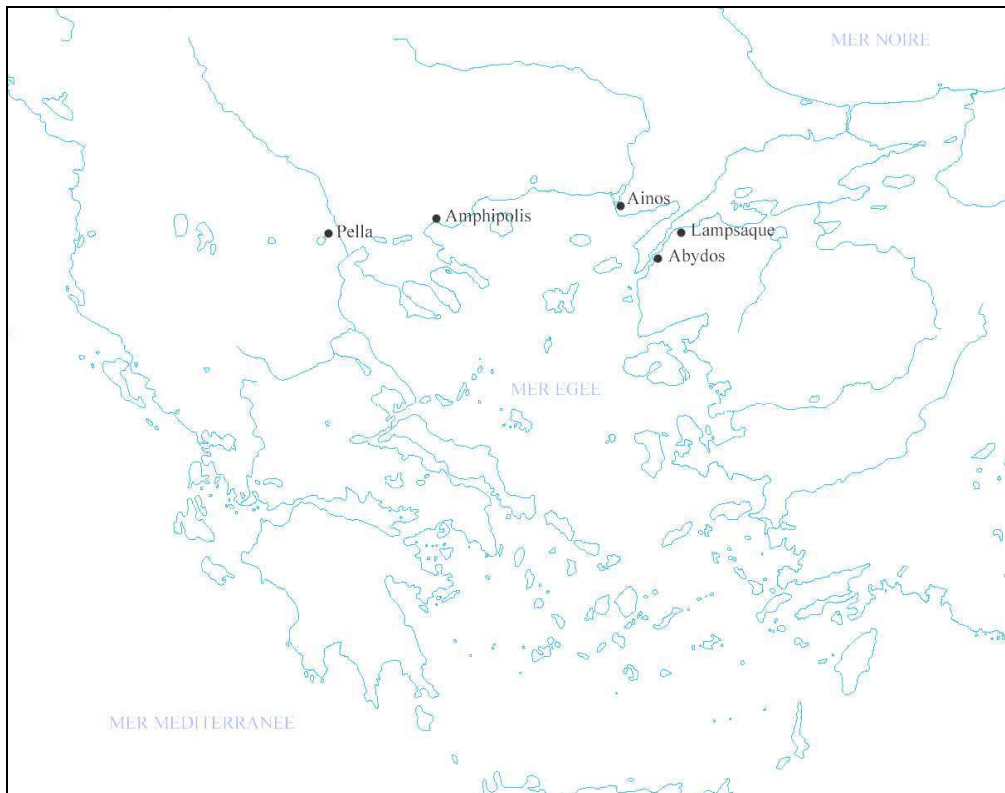 MER NOIRE
Ainos
Amphipolis
Pella
Lampsaque
Abydos
MER EGEE
MER MEDITERRANEE